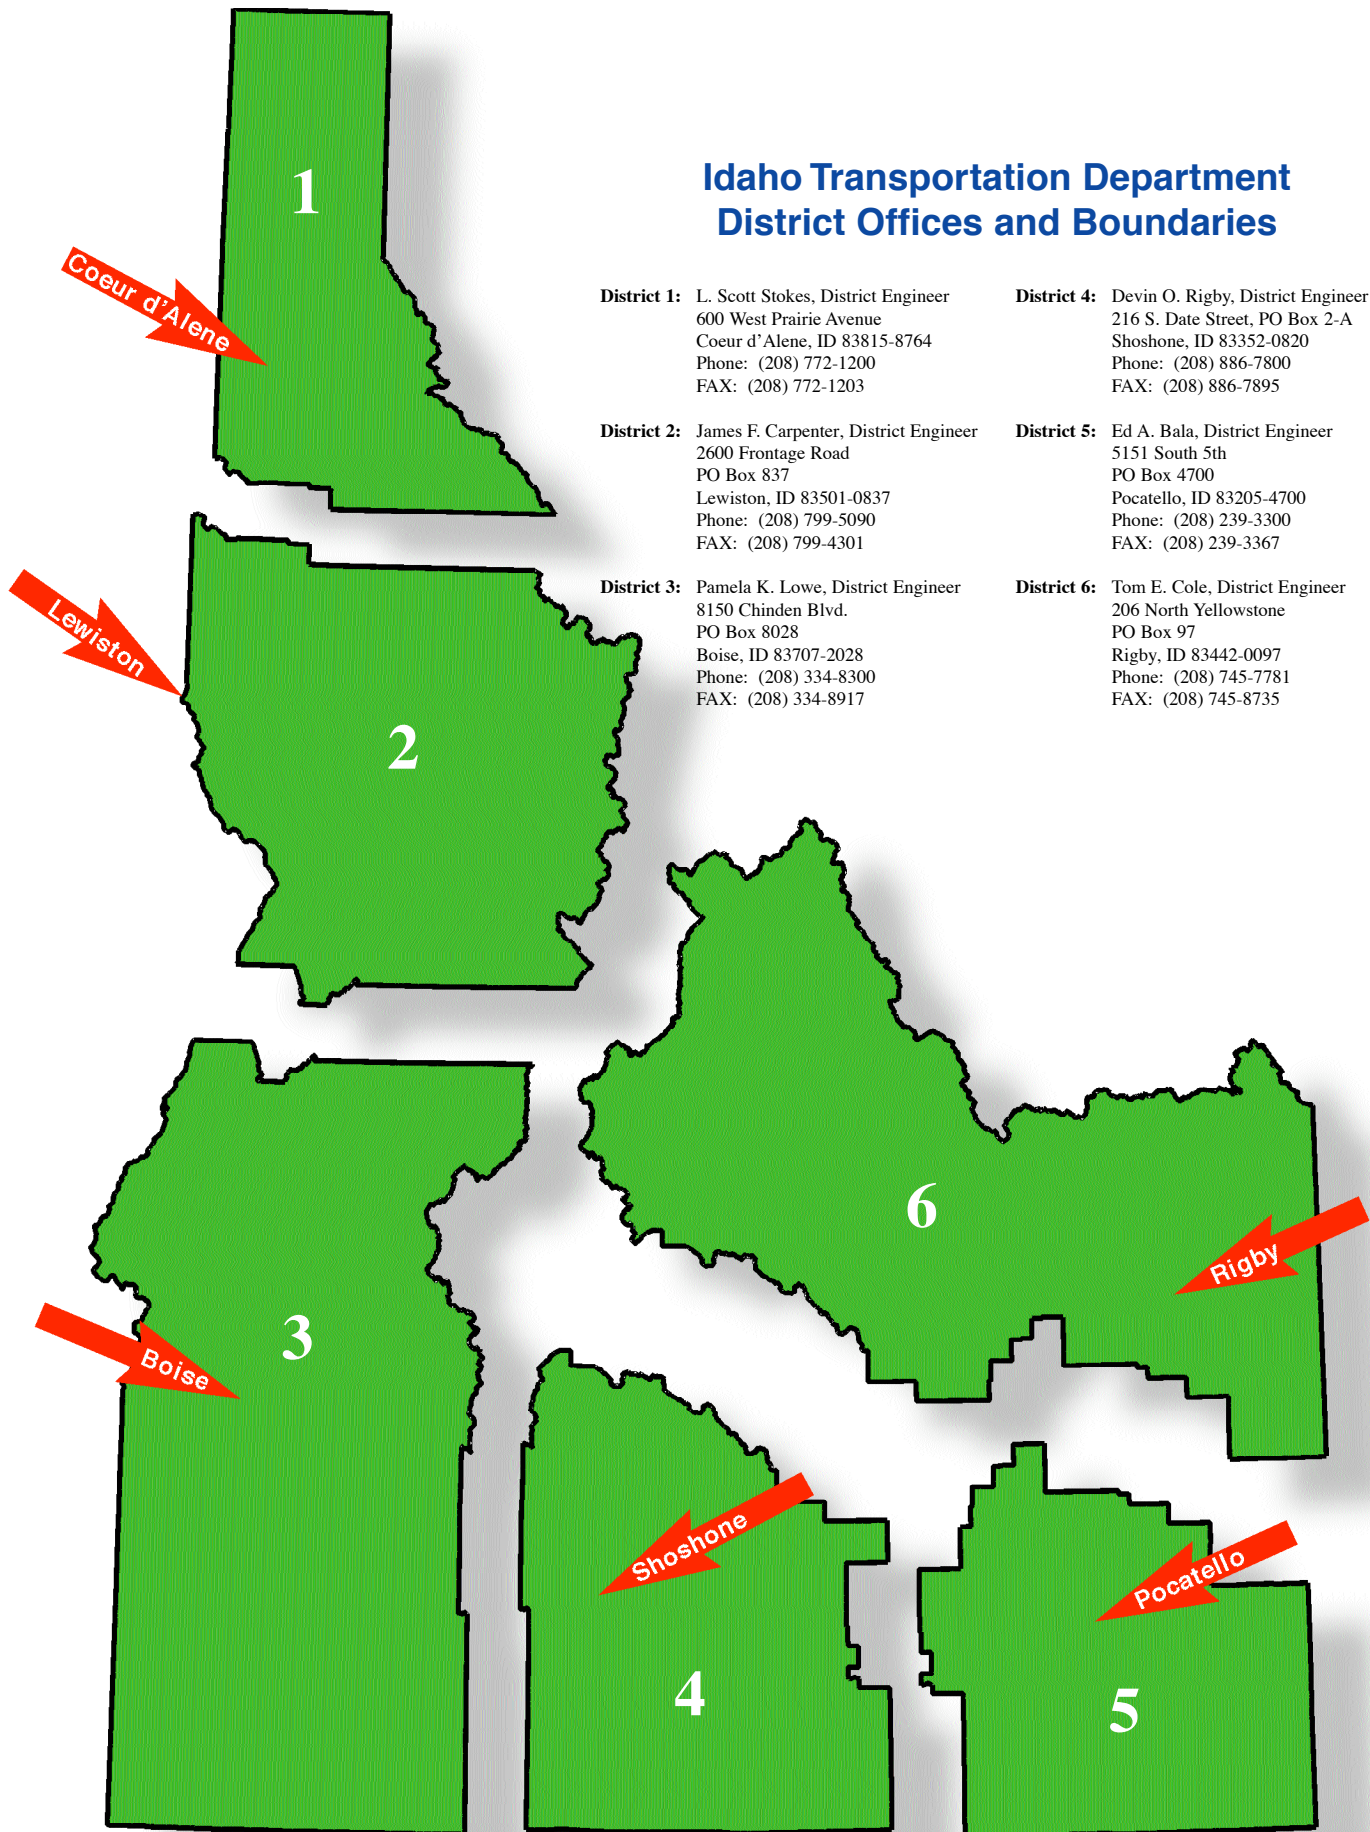 1
Coeur d'Alene
Idaho Transportation Department
District Offices and Boundaries
District 1: L. Scott Stokes, District Engineer
600 West Prairie Avenue
Coeur d'Alene, ID 83815-8764
Phone: (208) 772-1200
FAX: (208) 772-1203
District 2: James F. Carpenter, District Engineer
2600 Frontage Road
PO Box 837
Lewiston, ID 83501-0837
Phone: (208) 799-5090
FAX: (208) 799-4301
District 3: Pamela K. Lowe, District Engineer
8150 Chinden Blvd.
PO Box 8028
Boise, ID 83707-2028
Phone: (208) 334-8300
FAX: (208) 334-8917
District 4: Devin O. Rigby, District Engineer
216 S. Date Street, PO Box 2-A
Shoshone, ID 83352-0820
Phone: (208) 886-7800
FAX: (208) 886-7895
District 5: Ed A. Bala, District Engineer
5151 South 5th
PO Box 4700
Pocatello, ID 83205-4700
Phone: (208) 239-3300
FAX: (208) 239-3367
District 6: Tom E. Cole, District Engineer
206 North Yellowstone
PO Box 97
Rigby, ID 83442-0097
Phone: (208) 745-7781
FAX: (208) 745-8735
Lewiston
2
6
Rigby
3
Boise
Shoshone
4
Pocatello
5